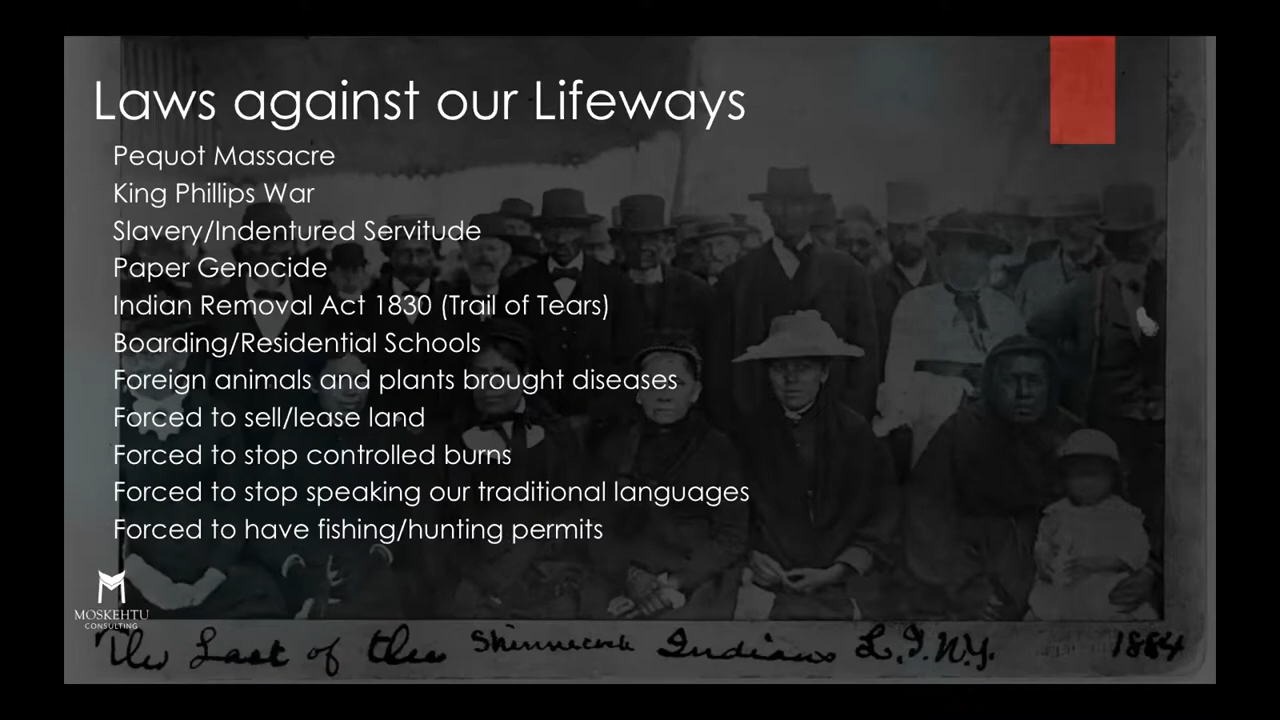 Laws against our Lifeways
Pequot Massacre
King Phillips War
Slavery/Indentured Servitude
Paper Genocide
Indian Removal Act 1830 (Trail of Tears)
Boarding/Residential Schools
Foreign animals and plants brought diseases
Forced to sell/lease land
Forced to stop controlled burns
Forced to stop speaking our traditional languages
Forced to have fishing/hunting permits
MOSKEHTU
CONSULTING
The Last of the Shinnecock Indians L.I.N.Y. 1884